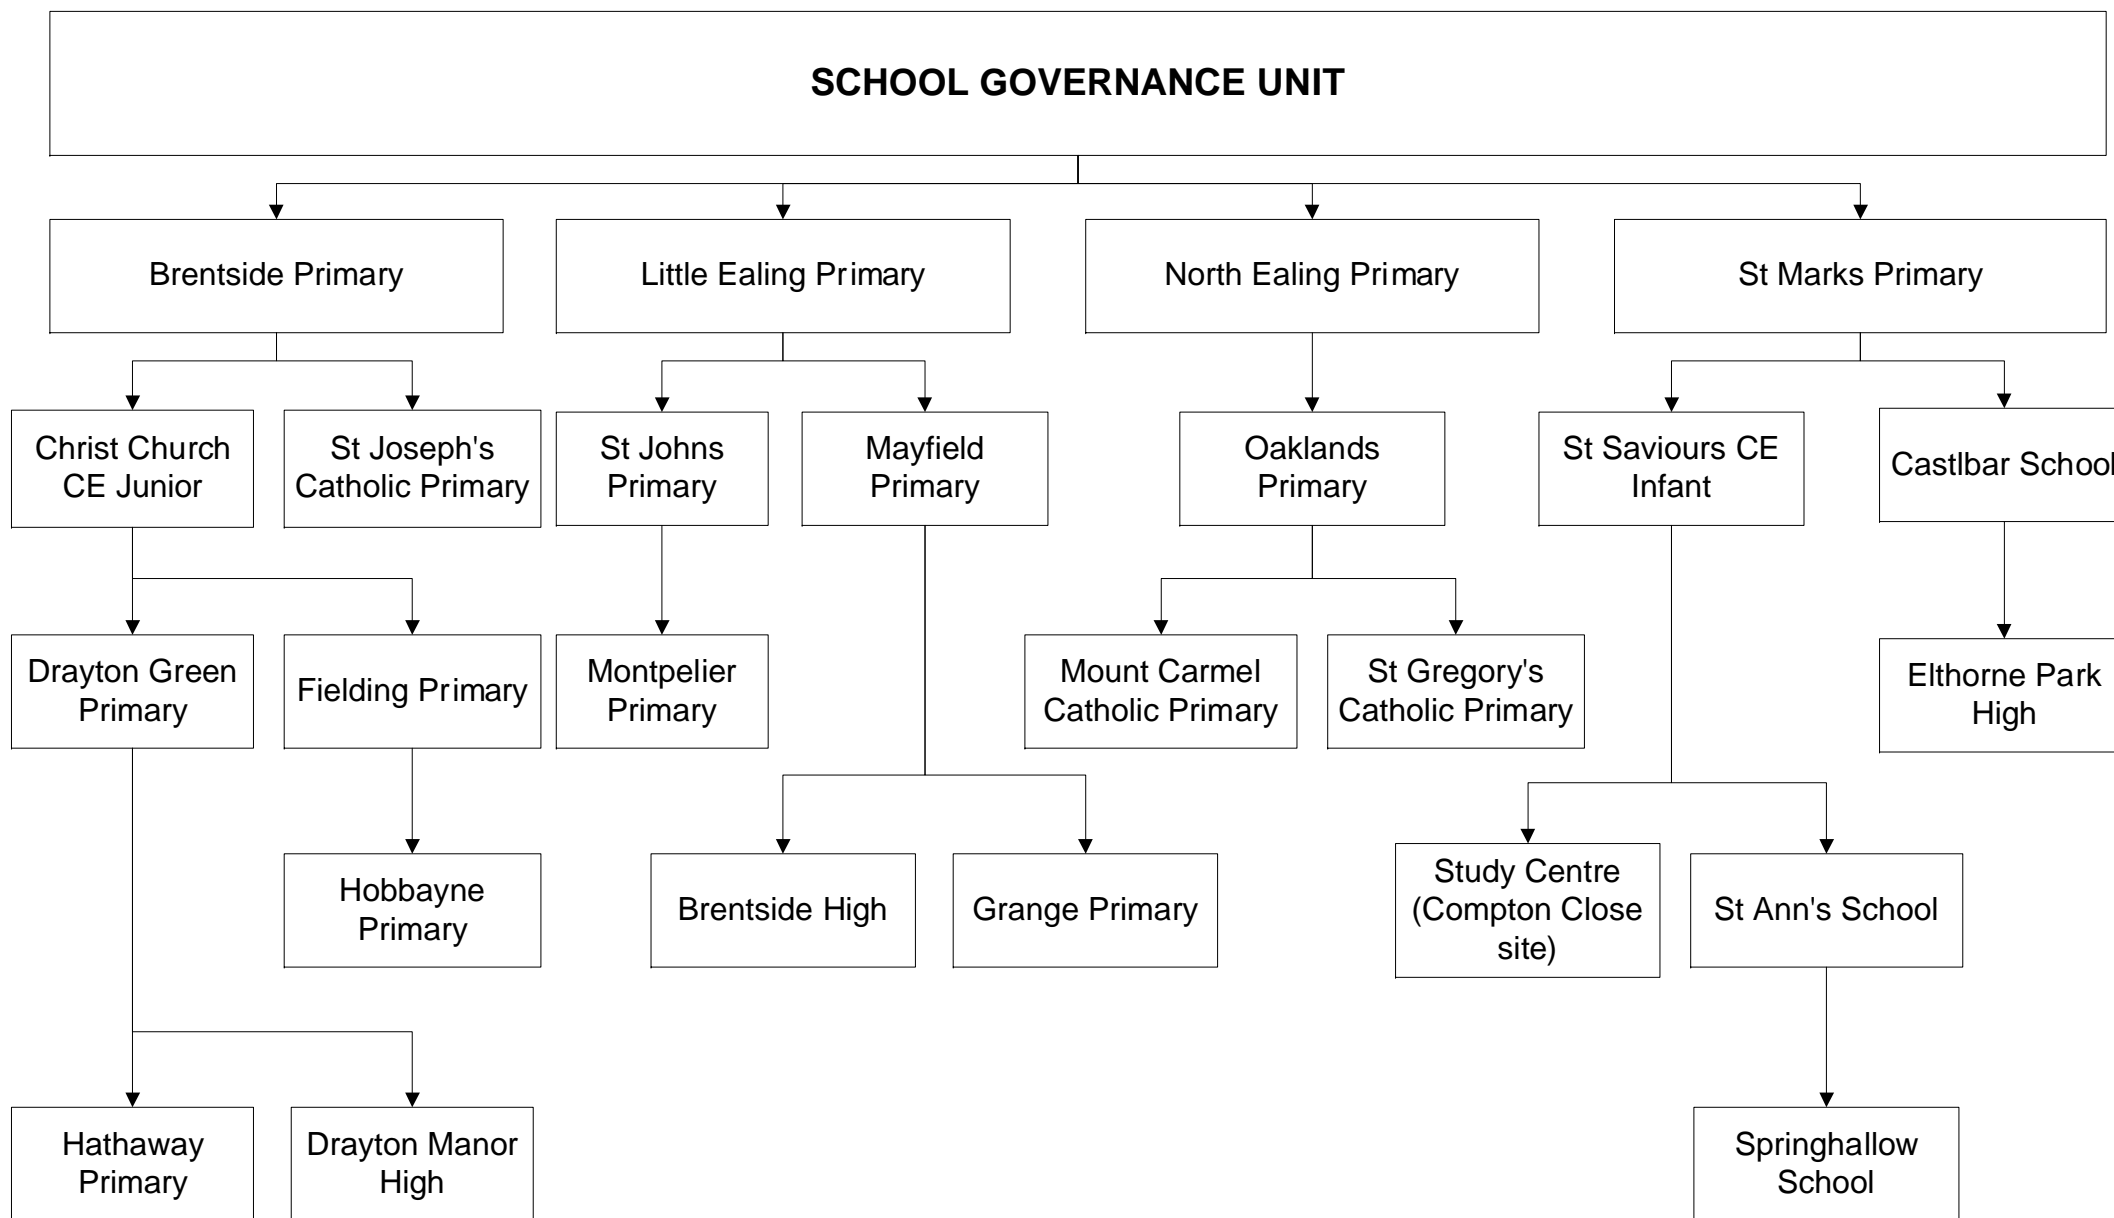 SCHOOL GOVERNANCE UNIT
Brentside Primary
Little Ealing Primary
North Ealing Primary
St Marks Primary
Christ Church
CE Junior
St Joseph's
Catholic Primary
St Johns
Primary
Mayfield
Primary
Oaklands
Primary
St Saviours CE
Infant
Castlbar School
Drayton Green
Primary
Fielding Primary
Montpelier
Primary
Mount Carmel
Catholic Primary
St Gregory's
Catholic Primary
Elthorne Park
High
Hobbayne
Primary
Brentside High
Grange Primary
Study Centre
(Compton Close
site)
St Ann's School
Hathaway
Primary
Drayton Manor
High
Springhallow
School